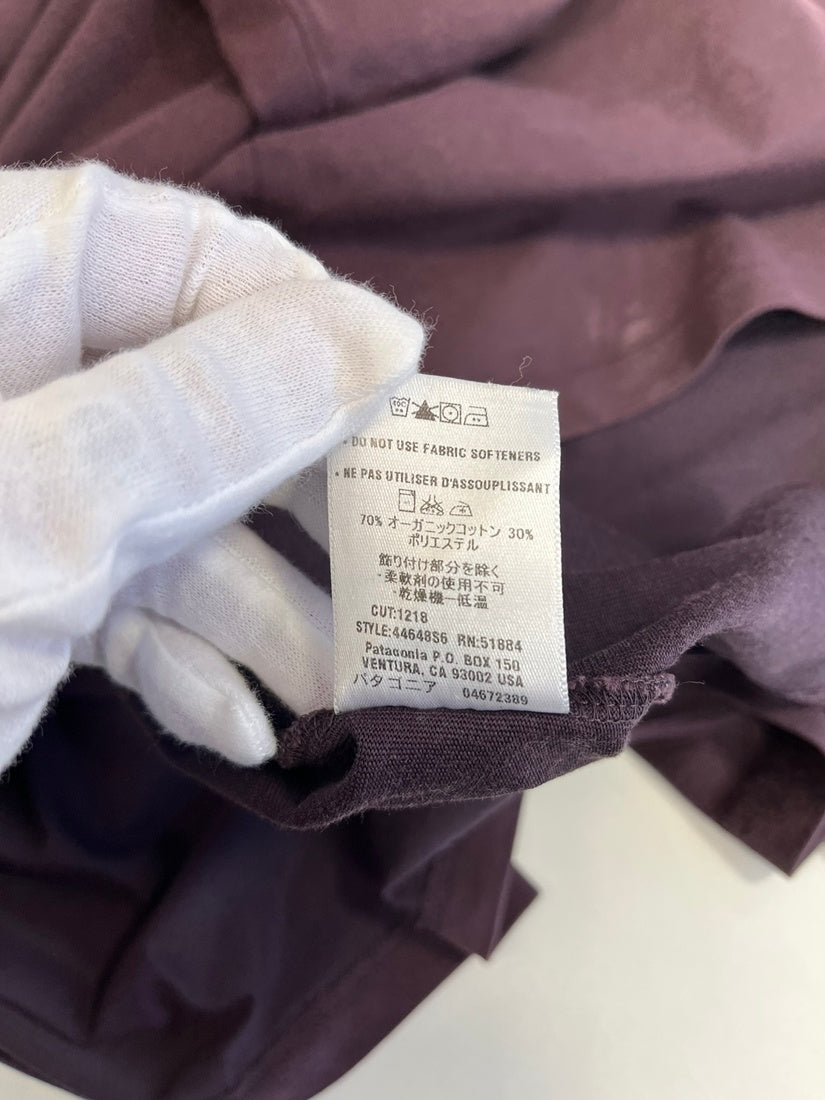 • DO NOT USE FABRIC SOFTENERS
• NE PAS UTILISER D'ASSOUPLISSANT
70% オーガニックコットン 30%
ポリエステル
飾り付け部分を除く
・柔軟剤の使用不可
・乾燥機一低温
CUT:1218
STYLE:44648S6 RN:51884
Patagonia P.O. BOX 150
VENTURA, CA 93002 USA
パタゴニア 04672389